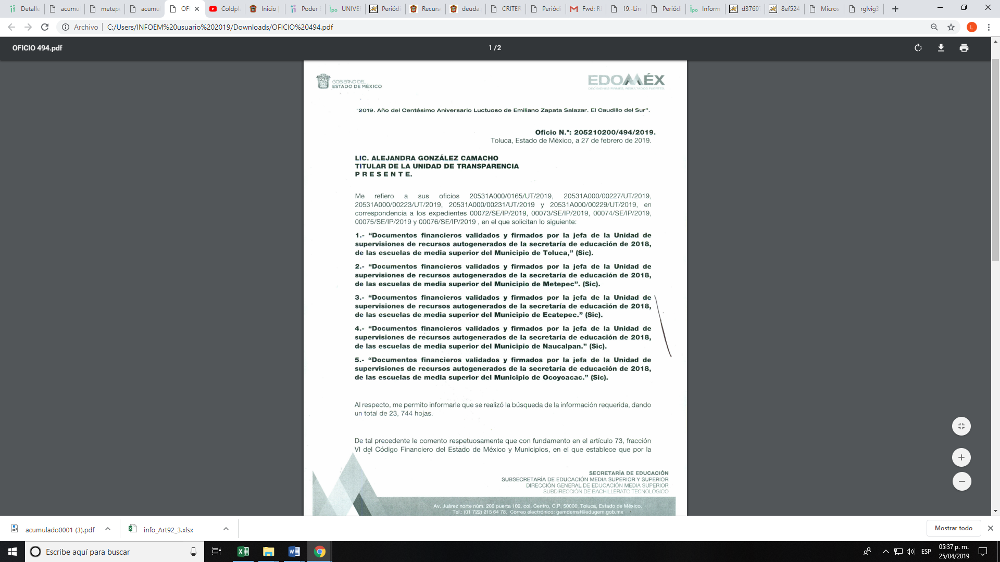 Detalle
acumu
metepe
acumu
OFI
Coldpl
Inicio |
Poder
UNIVE
Periódi
Recurs
deuda.
CRITER
Periódi
Fwd: R
19.-Lin
Periódi
Inform
d3769
8ef524
Micros
rglvig3
Archivo | C:/Users/INFOEM%20usuario%202019/Downloads/OFICIO%20494.pdf
L
OFICIO 494.pdf
1 / 2
GOBIERNO DEL
ESTADO DE MÉXICO
EDOMÉX
DECISIONES FIRMES, RESULTADOS FUERTES.
"2019. Año del Centésimo Aniversario Luctuoso de Emiliano Zapata Salazar. El Caudillo del Sur".
Oficio N.º: 205210200/494/2019.
Toluca, Estado de México, a 27 de febrero de 2019.
LIC. ALEJANDRA GONZÁLEZ CAMACHO
TITULAR DE LA UNIDAD DE TRANSPARENCIA
P R E S E N T E.
Me refiero a sus oficios 20531A000/0165/UT/2019, 20531A000/00227/UT/2019,
20531A000/00223/UT/2019, 20531A000/00231/UT/2019 y 20531A000/00229/UT/2019, en
correspondencia a los expedientes 00072/SE/IP/2019, 00073/SE/IP/2019, 00074/SE/IP/2019,
00075/SE/IP/2019 y 00076/SE/IP/2019 , en el que solicitan lo siguiente:
1.- “Documentos financieros validados y firmados por la jefa de la Unidad de
supervisiones de recursos autogenerados de la secretaría de educación de 2018,
de las escuelas de media superior del Municipio de Toluca,” (Sic).
2.- “Documentos financieros validados y firmados por la jefa de la Unidad de
supervisiones de recursos autogenerados de la secretaría de educación de 2018,
de las escuelas de media superior del Municipio de Metepec”. (Sic).
3.- “Documentos financieros validados y firmados por la jefa de la Unidad de
supervisiones de recursos autogenerados de la secretaría de educación de 2018,
de las escuelas de media superior del Municipio de Ecatepec.” (Sic).
4.- “Documentos financieros validados y firmados por la jefa de la Unidad de
supervisiones de recursos autogenerados de la secretaría de educación de 2018,
de las escuelas de media superior del Municipio de Naucalpan.” (Sic).
5.- “Documentos financieros validados y firmados por la jefa de la Unidad de
supervisiones de recursos autogenerados de la secretaría de educación de 2018,
de las escuelas de media superior del Municipio de Ocoyoacac.” (Sic).
Al respecto, me permito informarle que se realizó la búsqueda de la información requerida, dando
un total de 23, 744 hojas.
De tal precedente le comento respetuosamente que con fundamento en el artículo 73, fracción
VI del Código Financiero del Estado de México y Municipios, en el que establece que por la
SECRETARÍA DE EDUCACIÓN
SUBSECRETARÍA DE EDUCACIÓN MEDIA SUPERIOR Y SUPERIOR
DIRECCIÓN GENERAL DE EDUCACIÓN MEDIA SUPERIOR
SUBDIRECCIÓN DE BACHILLERATO TECNOLÓGICO
Av. Juárez norte núm. 206 puerta 102, col. Centro, C.P. 50000, Toluca, Estado de México.
Tel.: (01 722) 215 64 78. Correo electrónico: gemdemst@edugem.gob.mx
acumulado0001 (3).pdf
info_Art92_3.xlsx
Mostrar todo
Escribe aquí para buscar
ESP
05:37 p. m.
25/04/2019